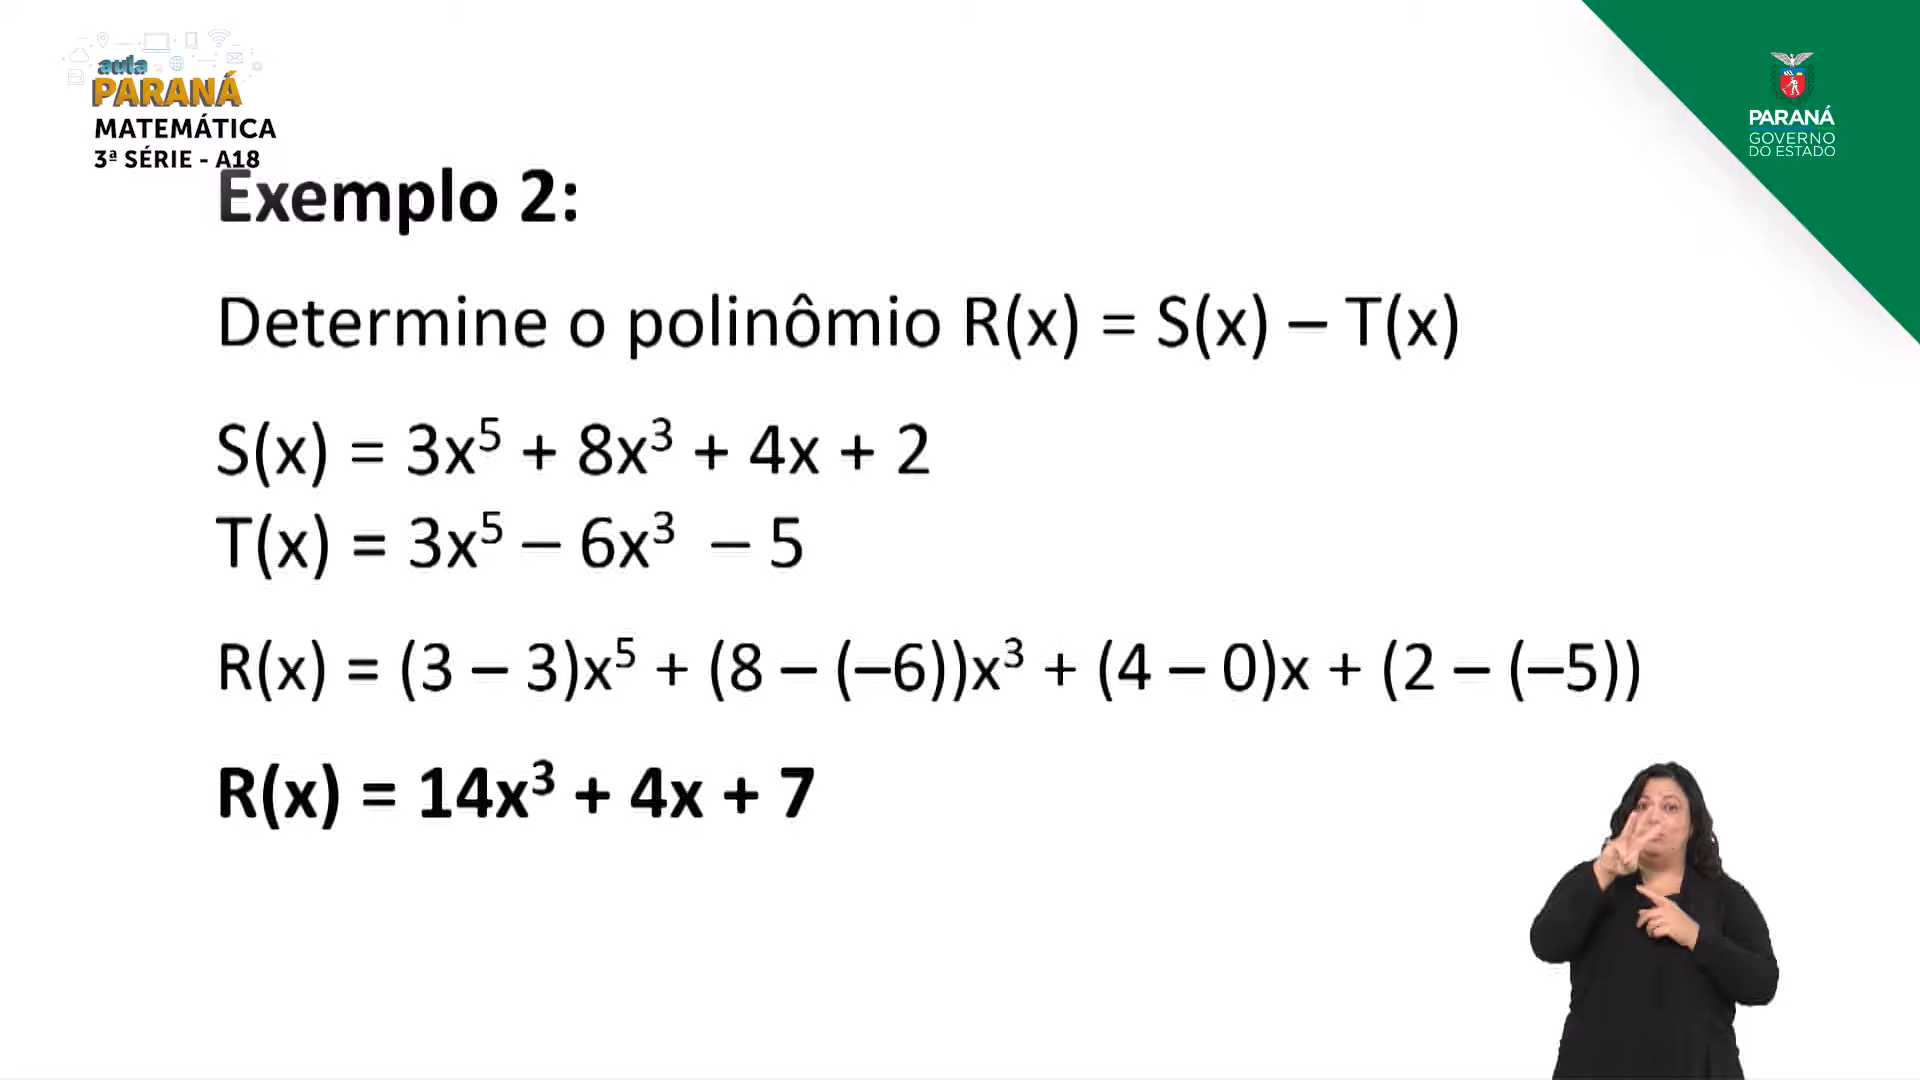 aula
PARANÁ
MATEMÁTICA
3ª SÉRIE - A18
PARANÁ
GOVERNO
DO ESTADO
Exemplo 2:
Determine o polinômio R(x) = S(x) – T(x)
S(x) = 3x⁵ + 8x³ + 4x + 2
T(x) = 3x⁵ – 6x³ – 5
R(x) = (3 – 3)x⁵ + (8 – (–6))x³ + (4 – 0)x + (2 – (–5))
R(x) = 14x³ + 4x + 7